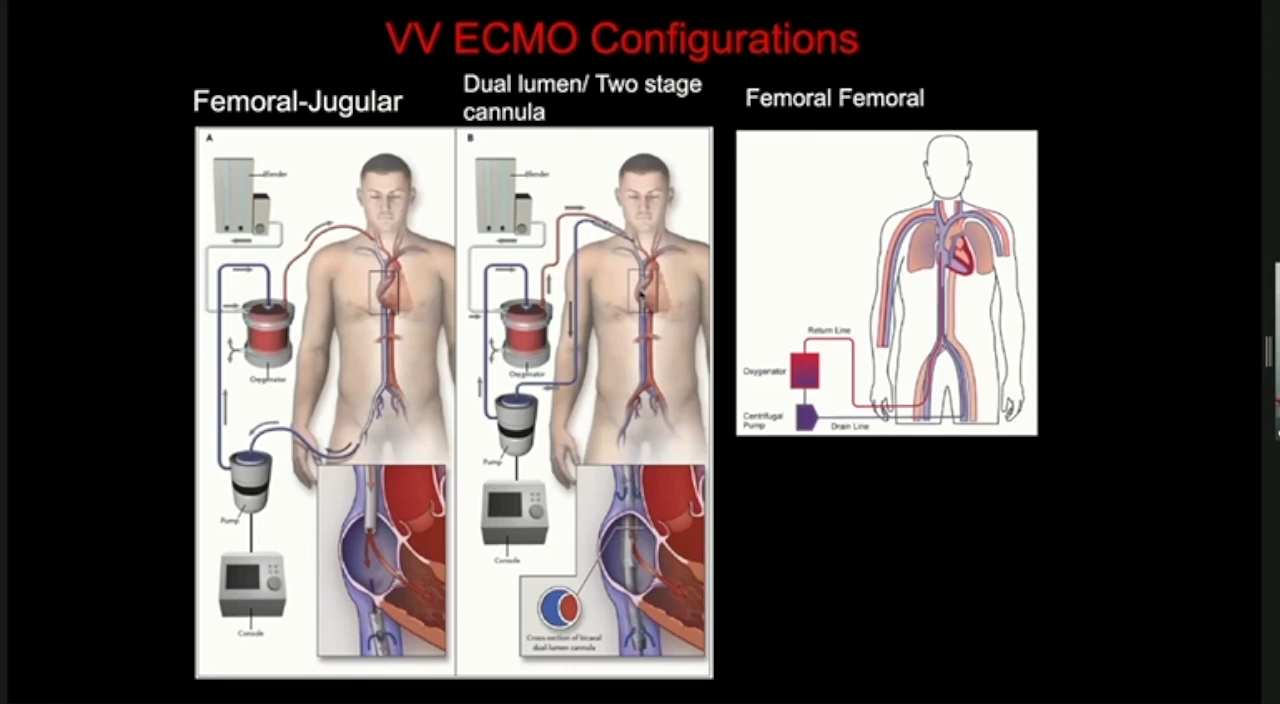 VV ECMO Configurations
Femoral-Jugular
Dual lumen/ Two stage
cannula
Femoral Femoral
A
Blender
Oxygenator
Pump
Console
B
Blender
Oxygenator
Pump
Console
Cross-section of bicaval
dual-lumen cannula
Return Line
Oxygenator
Centrifugal
Pump
Drain Line